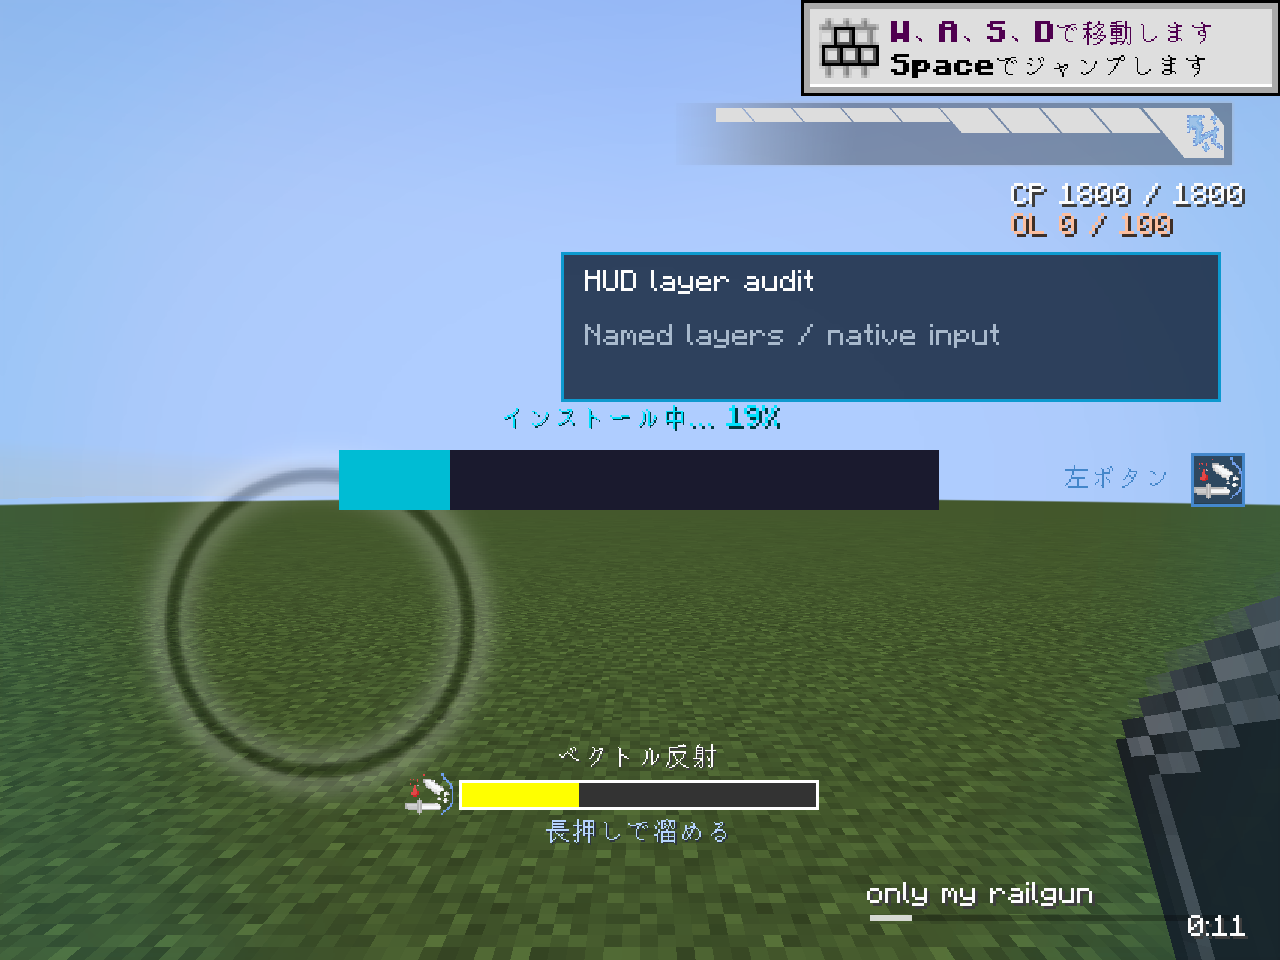 W、A、S、Dで移動します
Spaceでジャンプします
CP 1800 / 1800
OL 0 / 100
HUD layer audit
Named layers / native input
インストール中... 19%
左ボタン
ベクトル反射
長押しで溜める
only my railgun
0:11